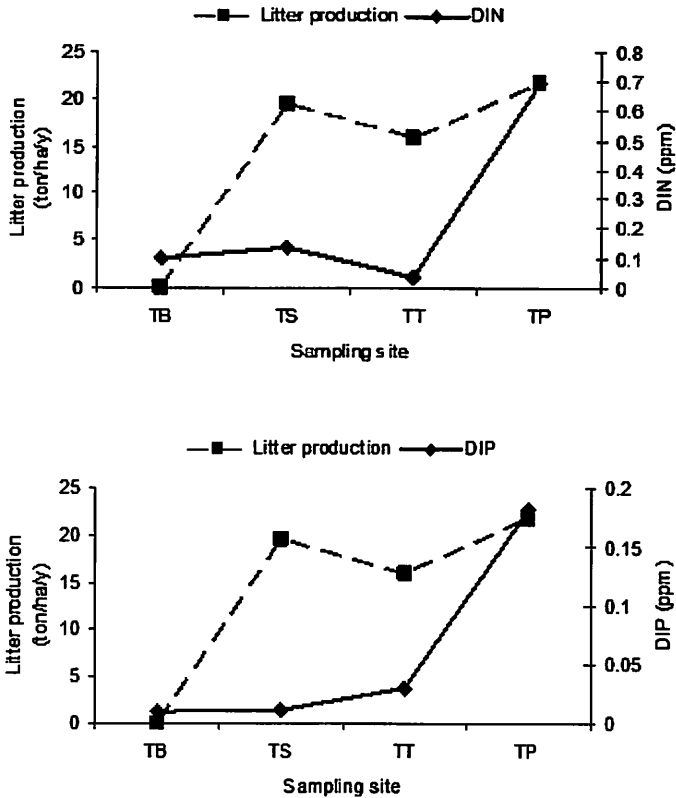 Litter production DIN
25
20
15
10
5
0
Litter production
(ton/ha/y)
0.8
0.7
0.6
0.5
0.4
0.3
0.2
0.1
0
DIN (ppm)
TB TS TT TP
Sampling site
Litter production DIP
25
20
15
10
5
0
Litter production
(ton/ha/y)
0.2
0.15
0.1
0.05
0
DIP (ppm)
TB TS TT TP
Sampling site